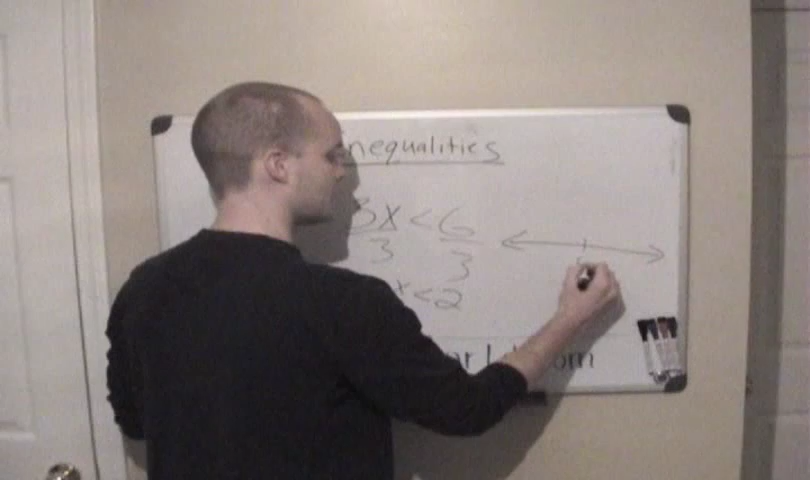 nequalities
3x < 6
3 3
x < 2